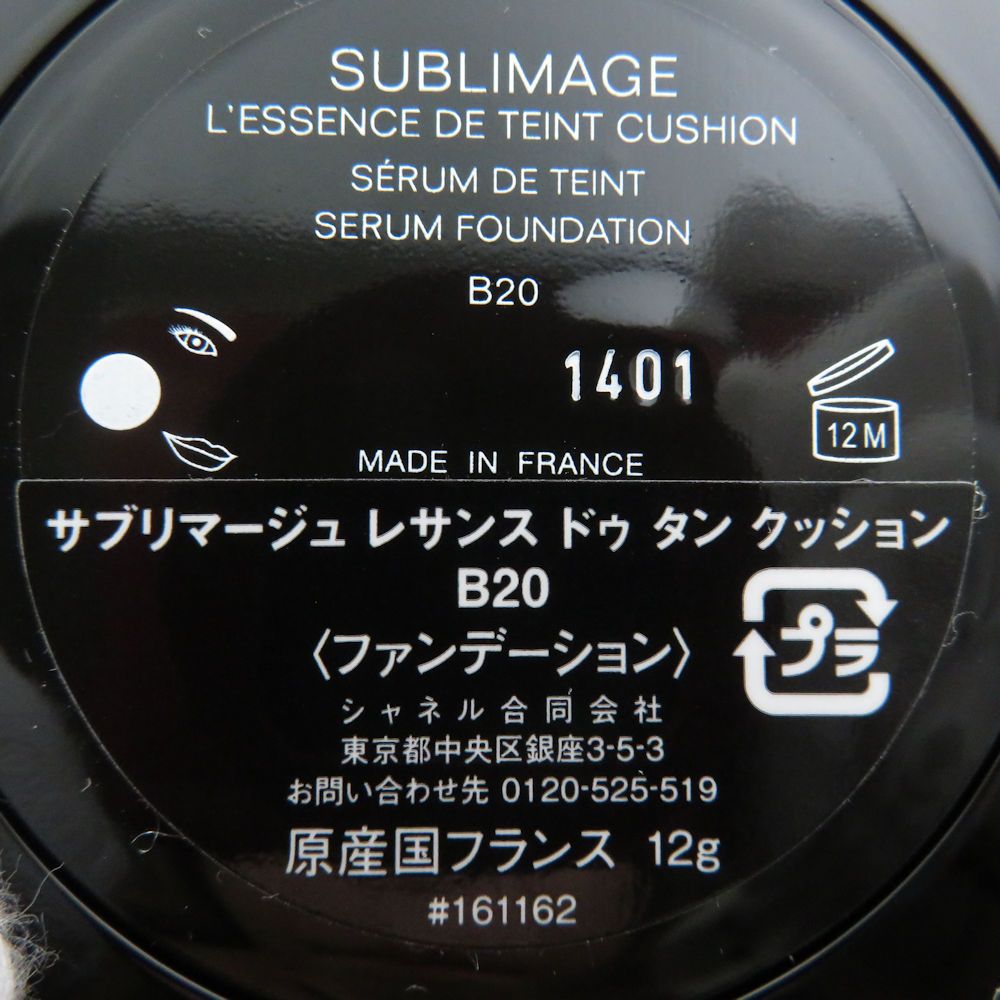 SUBLIMAGE
L'ESSENCE DE TEINT CUSHION
SÉRUM DE TEINT
SERUM FOUNDATION
B20
1401
12M
MADE IN FRANCE
サブリマージュ レサンス ドゥ タン クッション
B20
〈ファンデーション〉
プラ
シャネル合同会社
東京都中央区銀座3-5-3
お問い合わせ先 0120-525-519
原産国フランス 12g
#161162